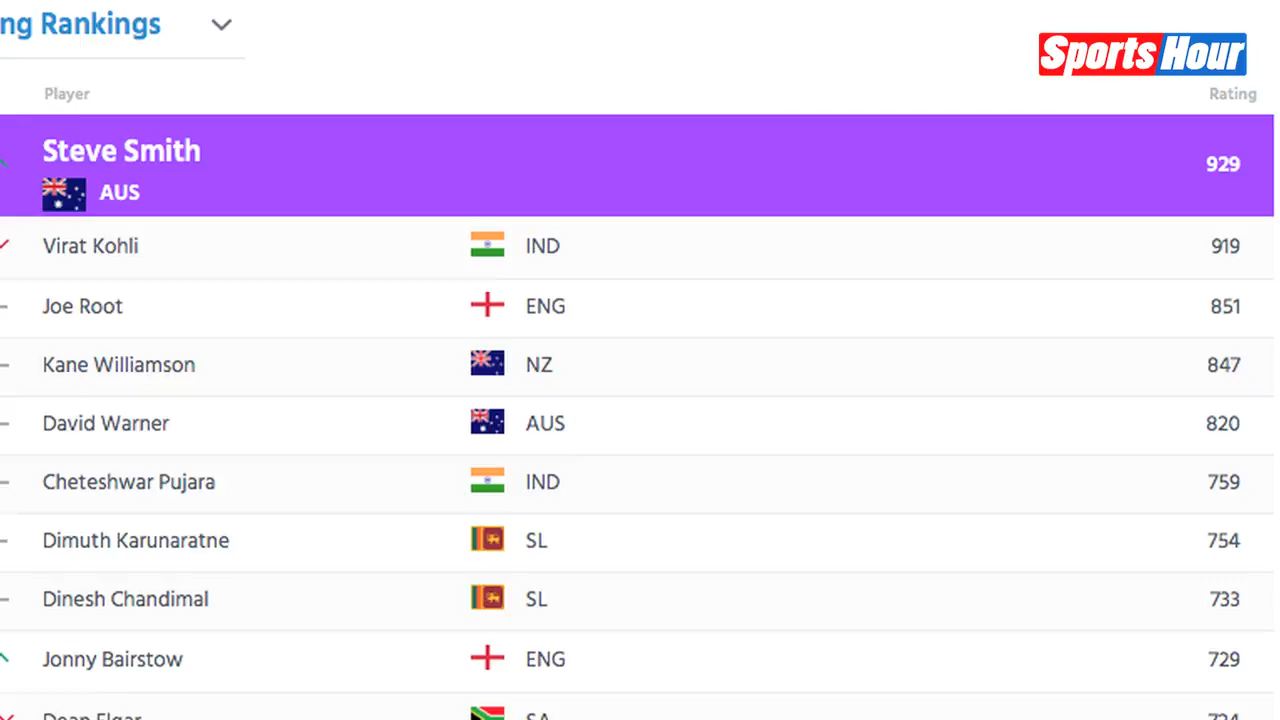 ng Rankings
Sports Hour
Player Rating
Steve Smith 929
AUS
Virat Kohli IND 919
Joe Root ENG 851
Kane Williamson NZ 847
David Warner AUS 820
Cheteshwar Pujara IND 759
Dimuth Karunaratne SL 754
Dinesh Chandimal SL 733
Jonny Bairstow ENG 729
Dean Elgar SA 724